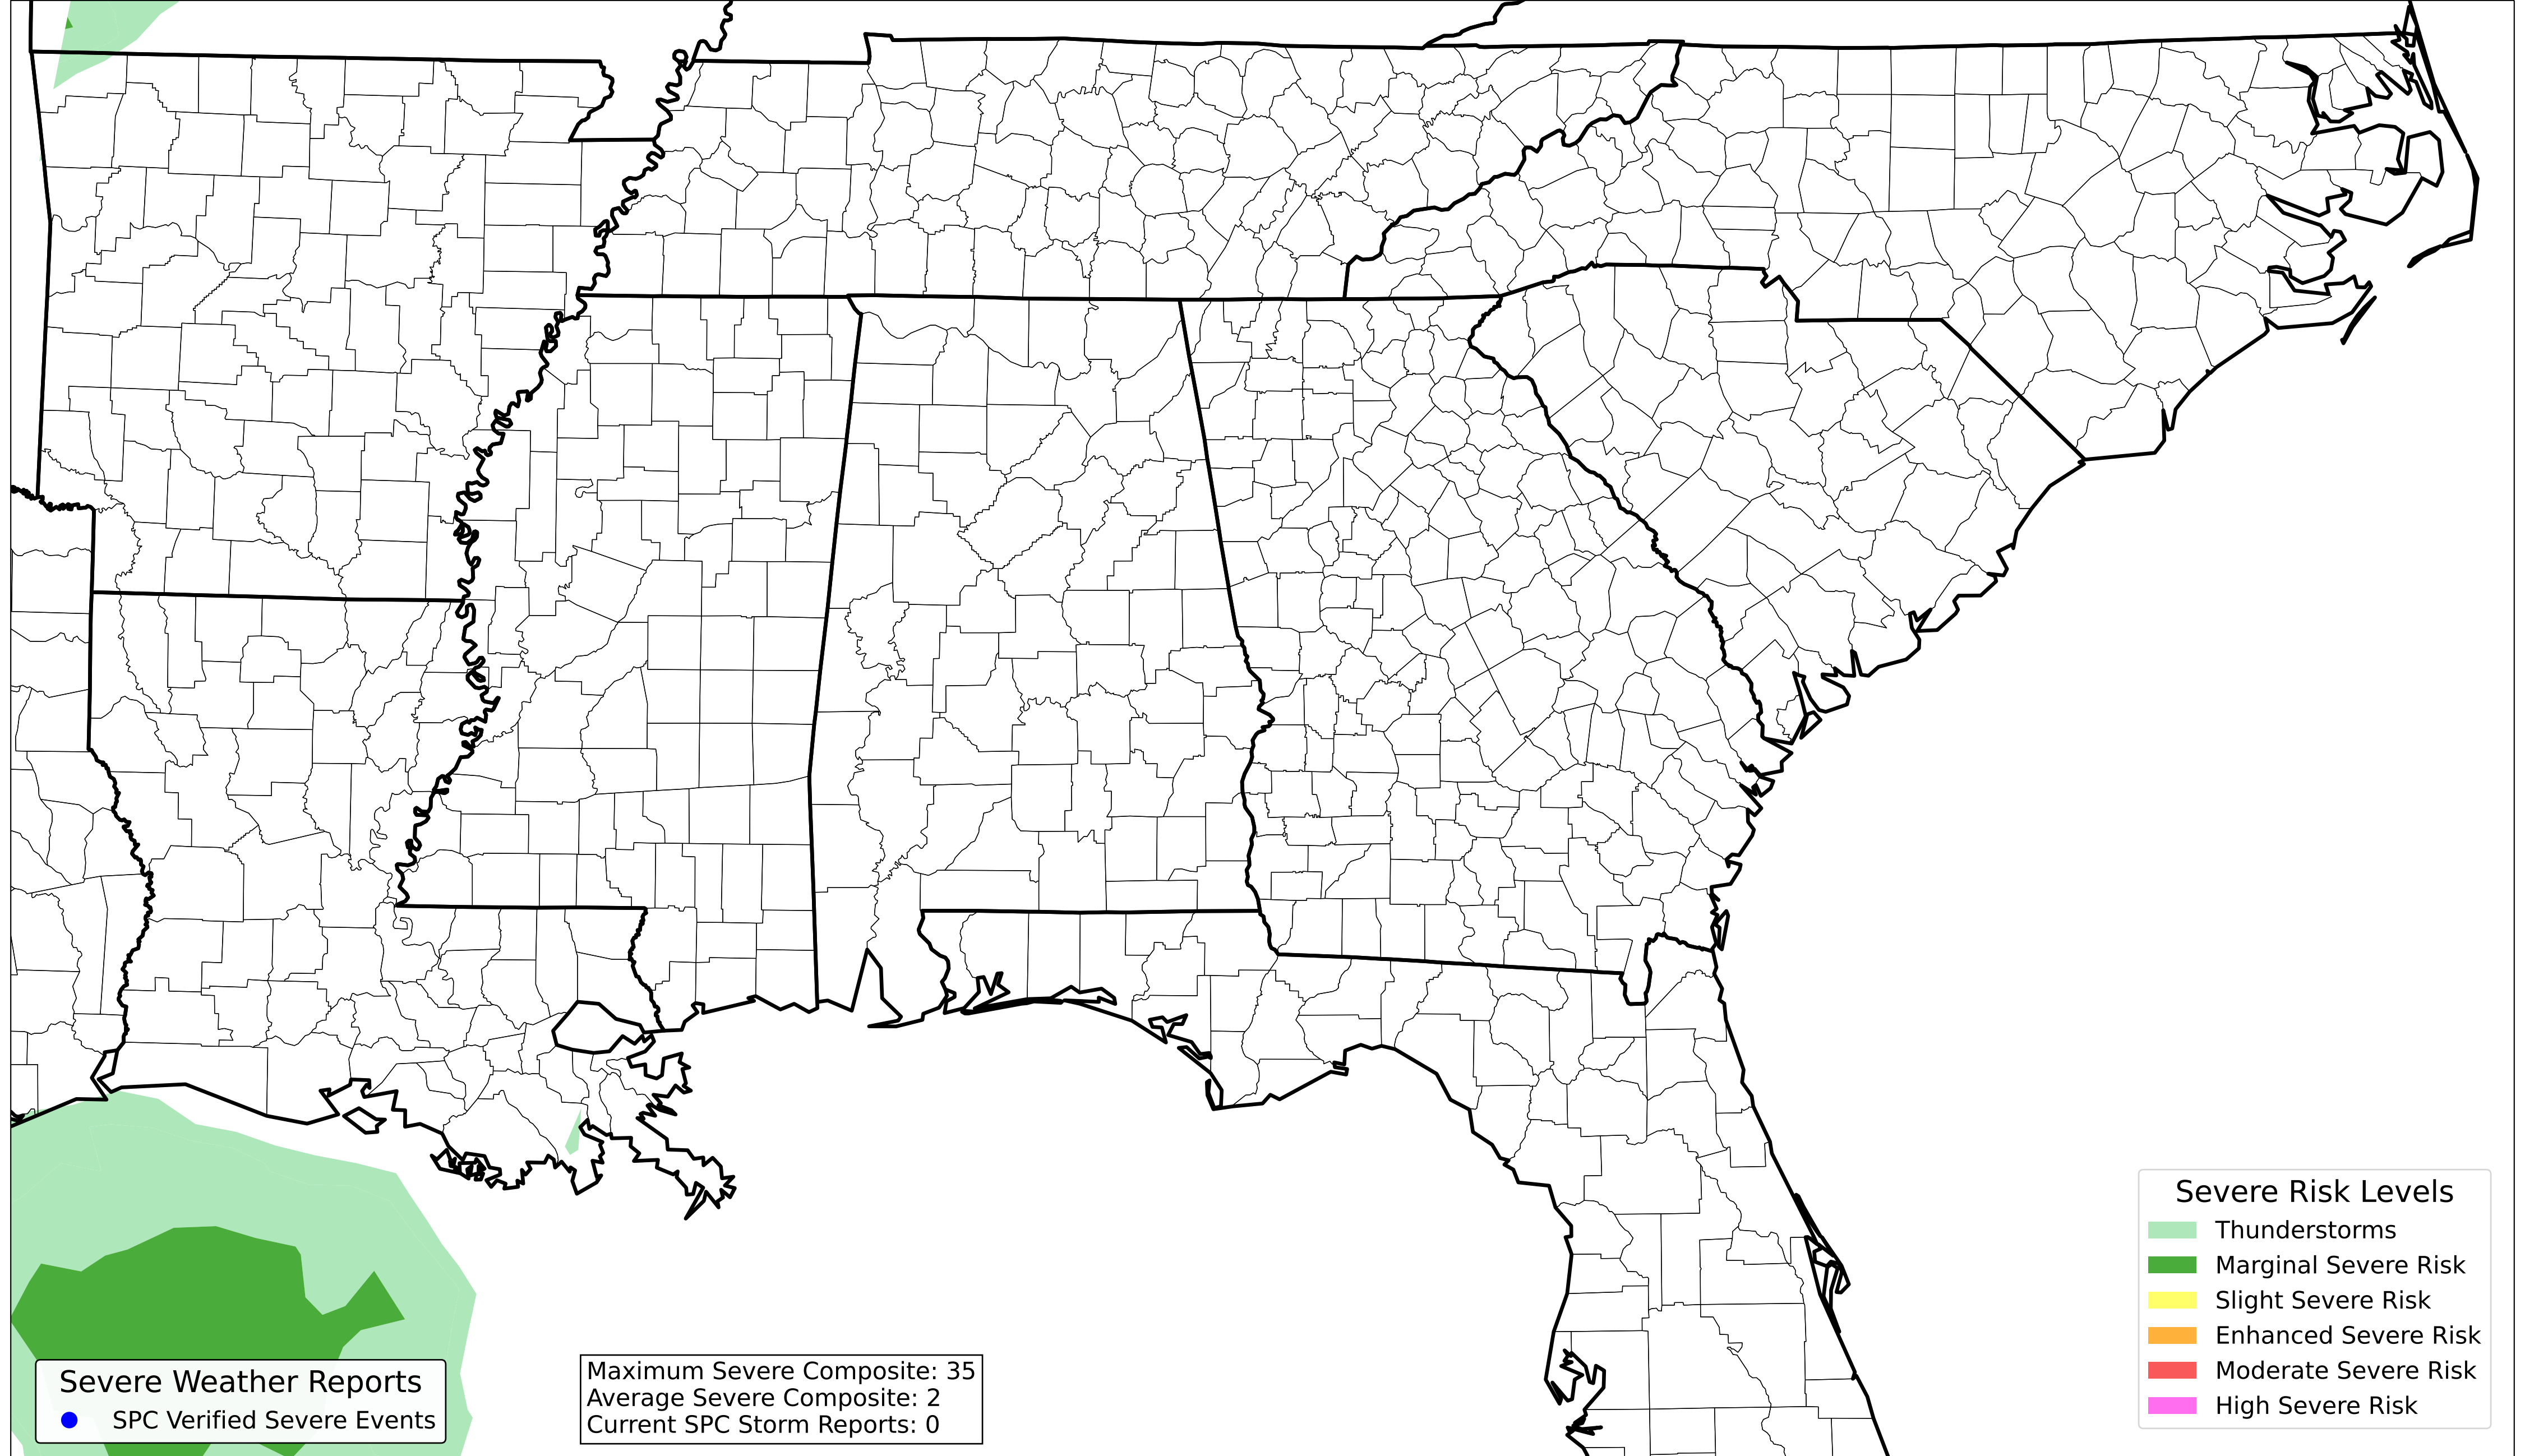 Severe Weather Reports
SPC Verified Severe Events
Maximum Severe Composite: 35
Average Severe Composite: 2
Current SPC Storm Reports: 0
Severe Risk Levels
Thunderstorms
Marginal Severe Risk
Slight Severe Risk
Enhanced Severe Risk
Moderate Severe Risk
High Severe Risk